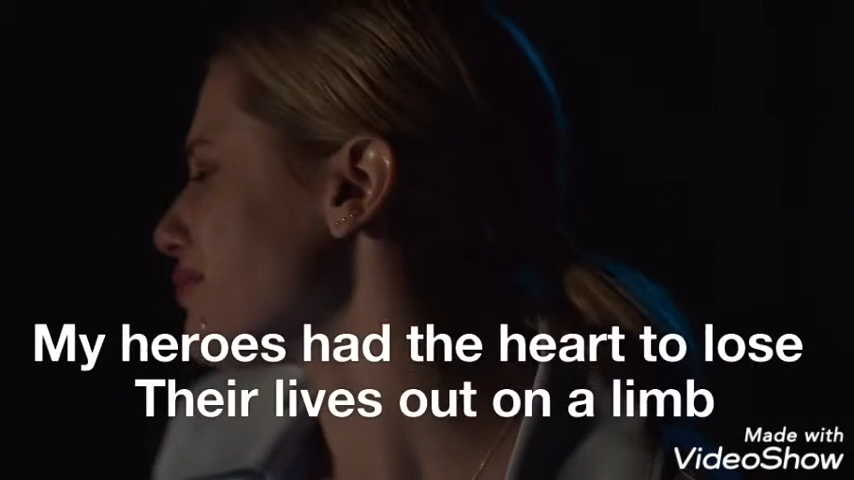 My heroes had the heart to lose
Their lives out on a limb
Made with
VideoShow